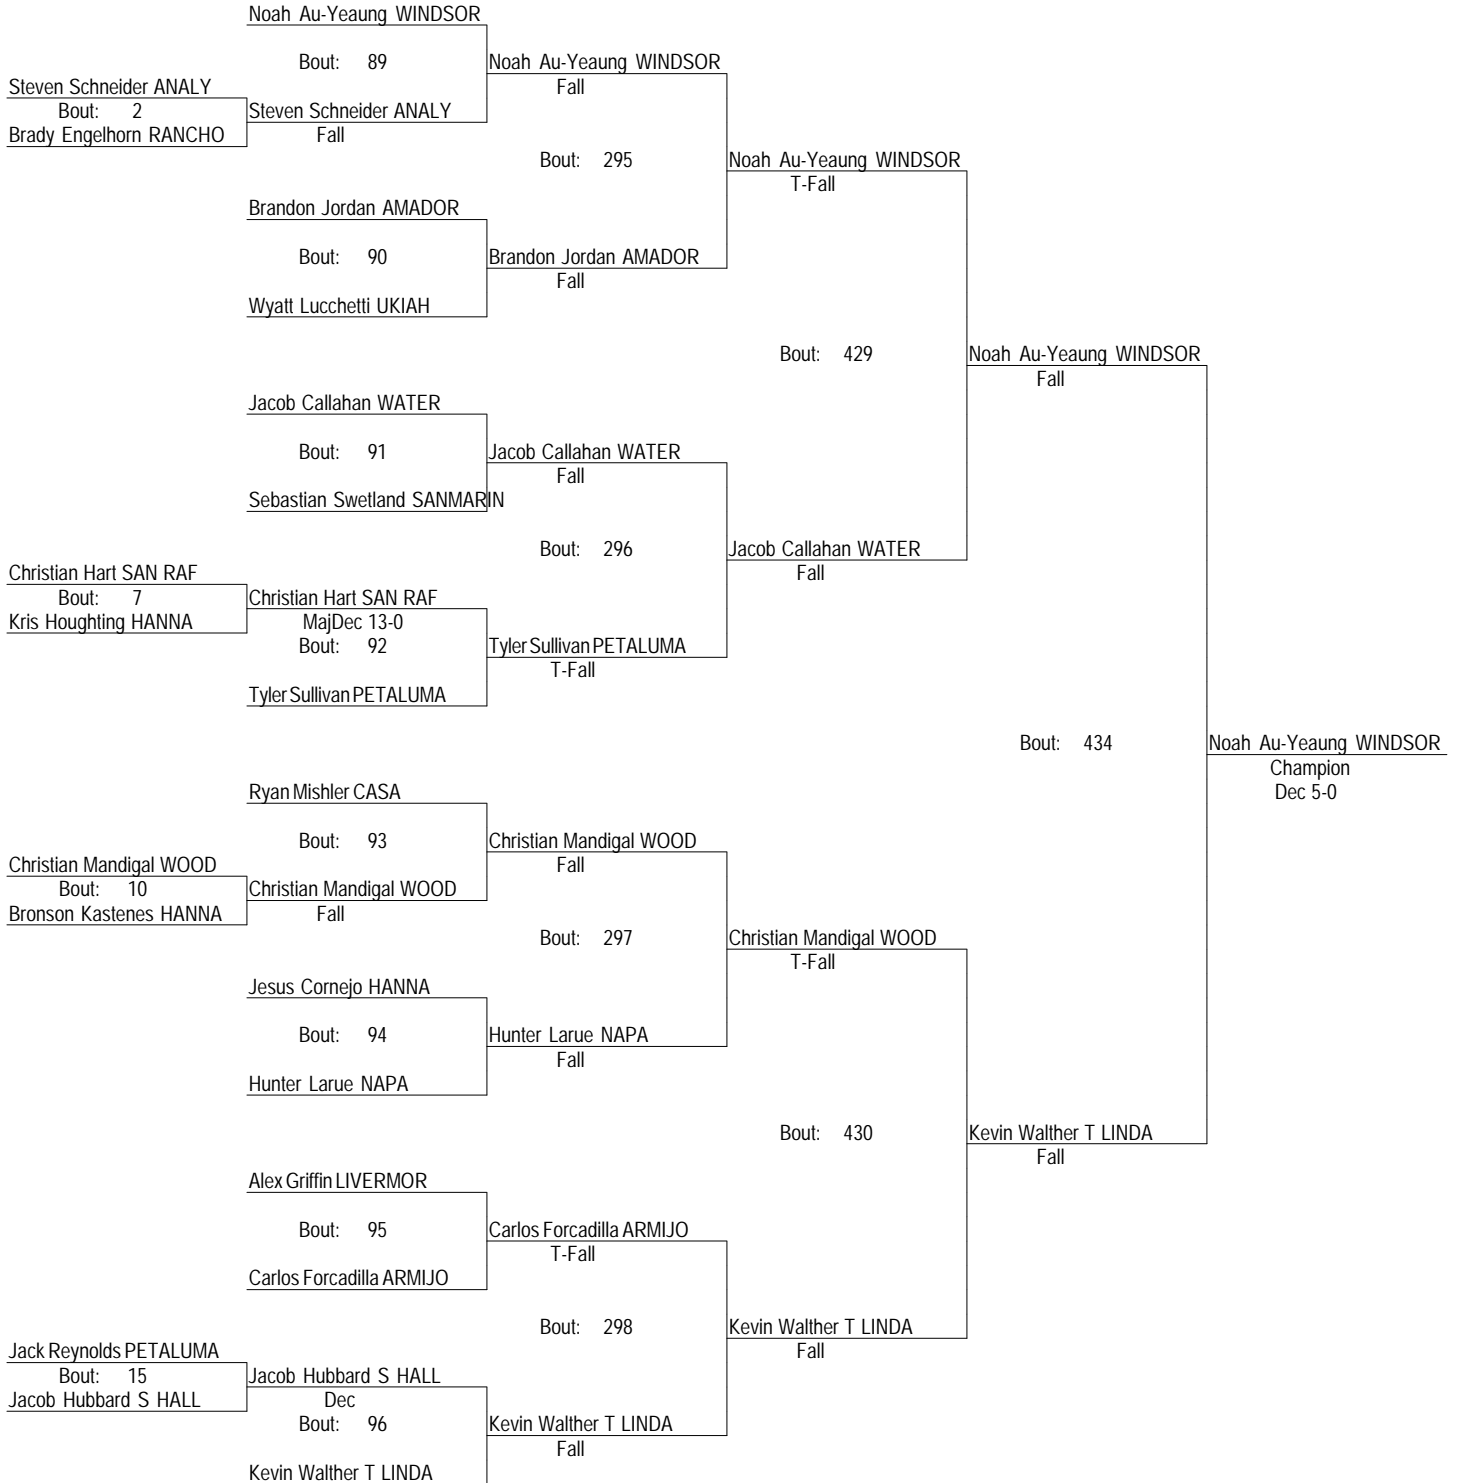 Noah Au-Yeaung WINDSOR
Bout: 89
Noah Au-Yeaung WINDSOR
Fall
Steven Schneider ANALY
Bout: 2
Steven Schneider ANALY
Brady Engelhorn RANCHO
Fall
Bout: 295
Noah Au-Yeaung WINDSOR
T-Fall
Brandon Jordan AMADOR
Bout: 90
Brandon Jordan AMADOR
Fall
Wyatt Lucchetti UKIAH
Bout: 429
Noah Au-Yeaung WINDSOR
Fall
Jacob Callahan WATER
Bout: 91
Jacob Callahan WATER
Fall
Sebastian Swetland SANMARIN
Bout: 296
Jacob Callahan WATER
Fall
Christian Hart SAN RAF
Bout: 7
Christian Hart SAN RAF
Kris Houghting HANNA
MajDec 13-0
Bout: 92
Tyler Sullivan PETALUMA
T-Fall
Tyler Sullivan PETALUMA
Bout: 434
Noah Au-Yeaung WINDSOR
Champion
Dec 5-0
Ryan Mishler CASA
Bout: 93
Christian Mandigal WOOD
Fall
Christian Mandigal WOOD
Bout: 10
Christian Mandigal WOOD
Bronson Kastenes HANNA
Fall
Bout: 297
Christian Mandigal WOOD
T-Fall
Jesus Cornejo HANNA
Bout: 94
Hunter Larue NAPA
Fall
Hunter Larue NAPA
Bout: 430
Kevin Walther T LINDA
Fall
Alex Griffin LIVERMOR
Bout: 95
Carlos Forcadilla ARMIJO
T-Fall
Carlos Forcadilla ARMIJO
Bout: 298
Kevin Walther T LINDA
Fall
Jack Reynolds PETALUMA
Bout: 15
Jacob Hubbard S HALL
Jacob Hubbard S HALL
Dec
Bout: 96
Kevin Walther T LINDA
Fall
Kevin Walther T LINDA